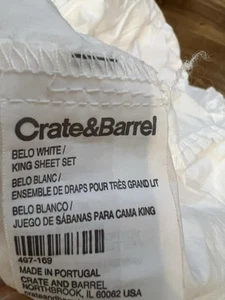 Crate&Barrel
BELO WHITE /
KING SHEET SET
BELO BLANC /
ENSEMBLE DE DRAPS POUR TRÈS GRAND LIT
BELO BLANCO /
JUEGO DE SÁBANAS PARA CAMA KING
497-169
MADE IN PORTUGAL
CRATE AND BARREL
NORTHBROOK, IL 60062 USA